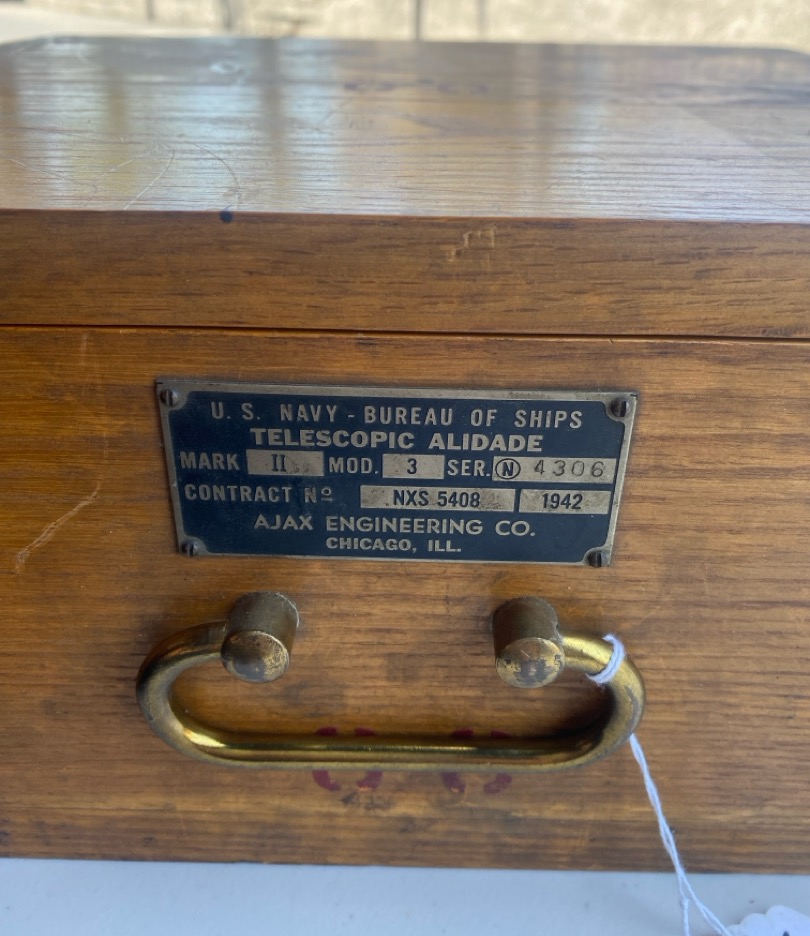 U. S. NAVY - BUREAU OF SHIPS
TELESCOPIC ALIDADE
MARK II MOD. 3 SER. Ⓝ 4306
CONTRACT Nº NXS 5408 1942
AJAX ENGINEERING CO.
CHICAGO, ILL.